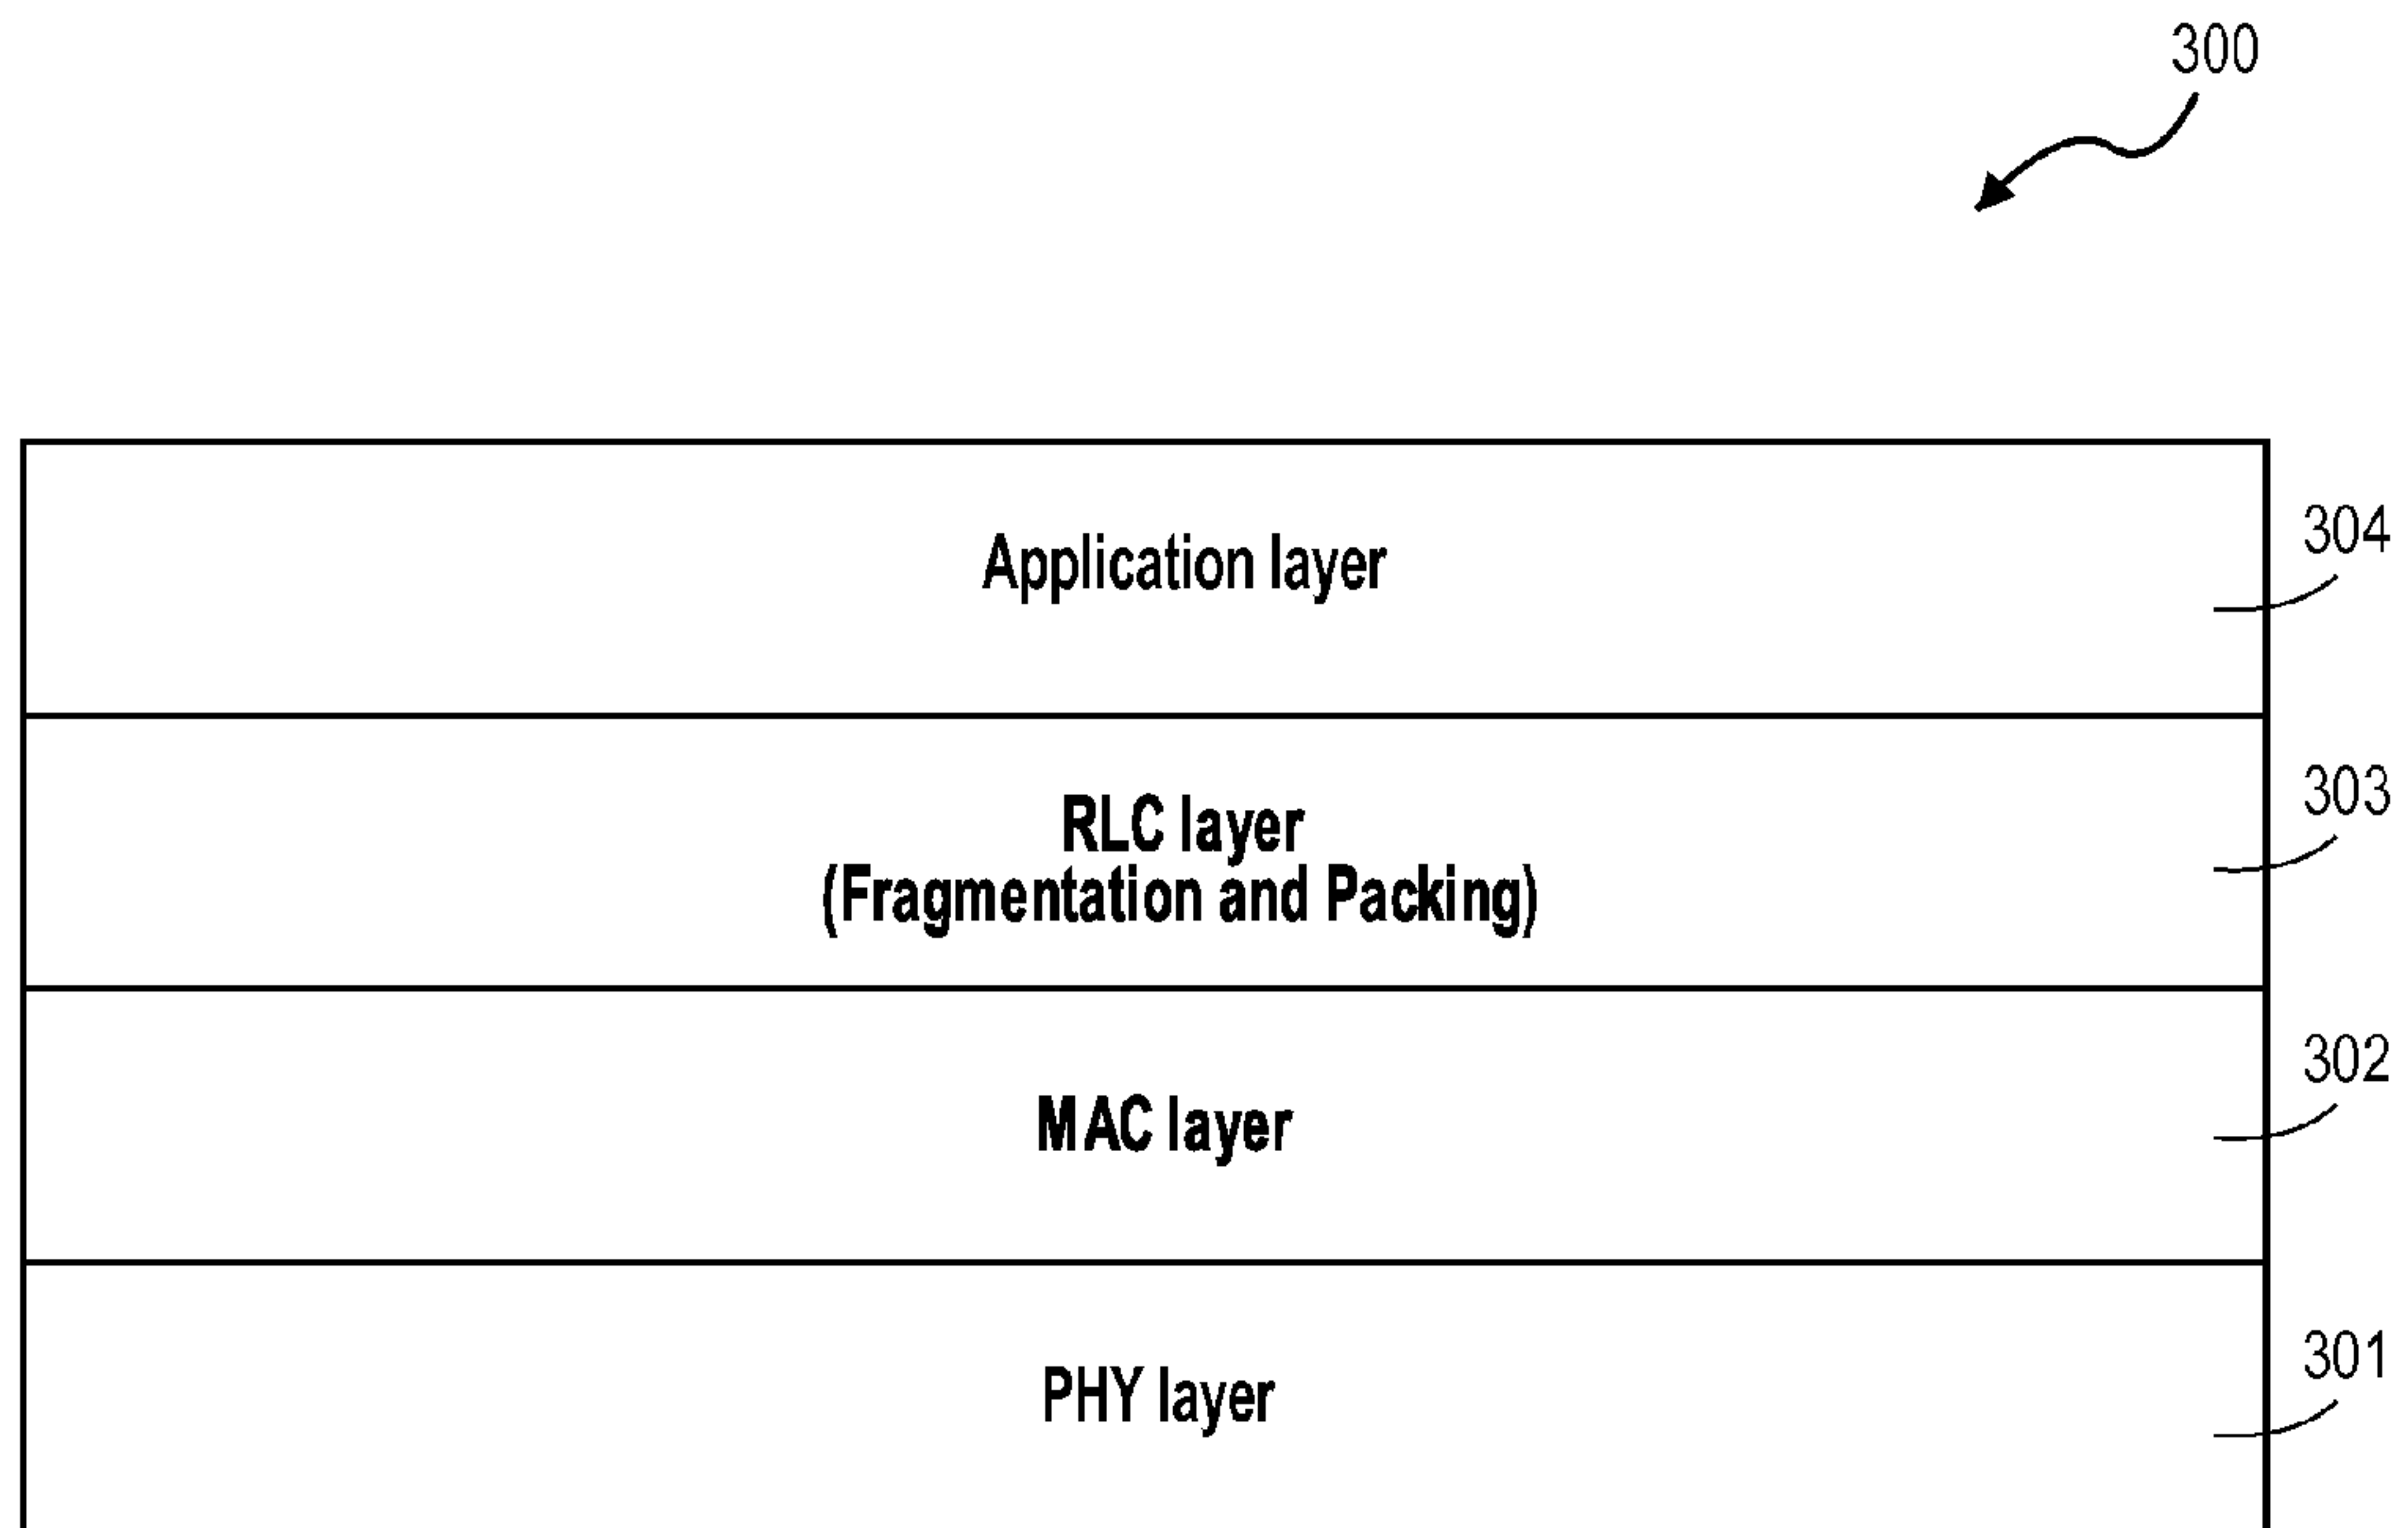 300
Application layer
304
RLC layer
(Fragmentation and Packing)
303
MAC layer
302
PHY layer
301